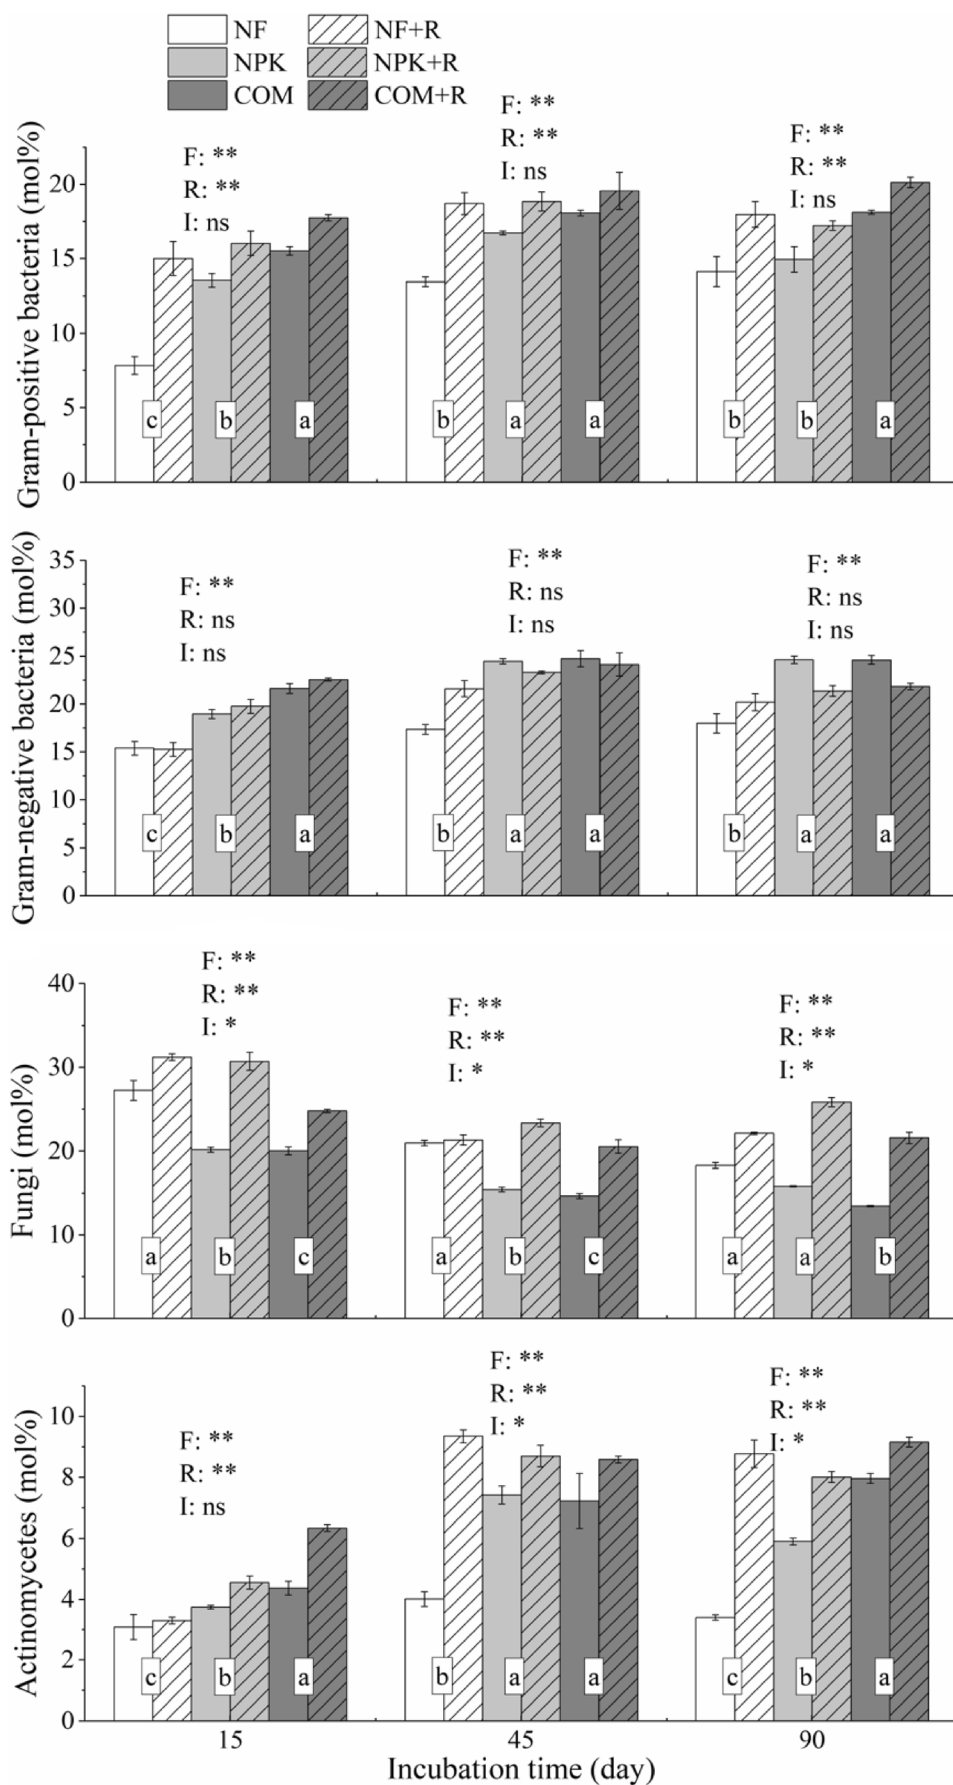 NF NF+R
NPK NPK+R
COM COM+R
Gram-positive bacteria (mol%)
20
15
10
5
0
F: **
R: **
I: ns
F: **
R: **
I: ns
F: **
R: **
I: ns
c b a b a a b b a
Gram-negative bacteria (mol%)
35
30
25
20
15
10
5
0
F: **
R: ns
I: ns
F: **
R: ns
I: ns
F: **
R: ns
I: ns
c b a b a a b a a
Fungi (mol%)
40
30
20
10
0
F: **
R: **
I: *
F: **
R: **
I: *
F: **
R: **
I: *
a b c a b c a a b
Actinomycetes (mol%)
10
8
6
4
2
0
F: **
R: **
I: ns
F: **
R: **
I: *
F: **
R: **
I: *
c b a b a a c b a
15 45 90
Incubation time (day)